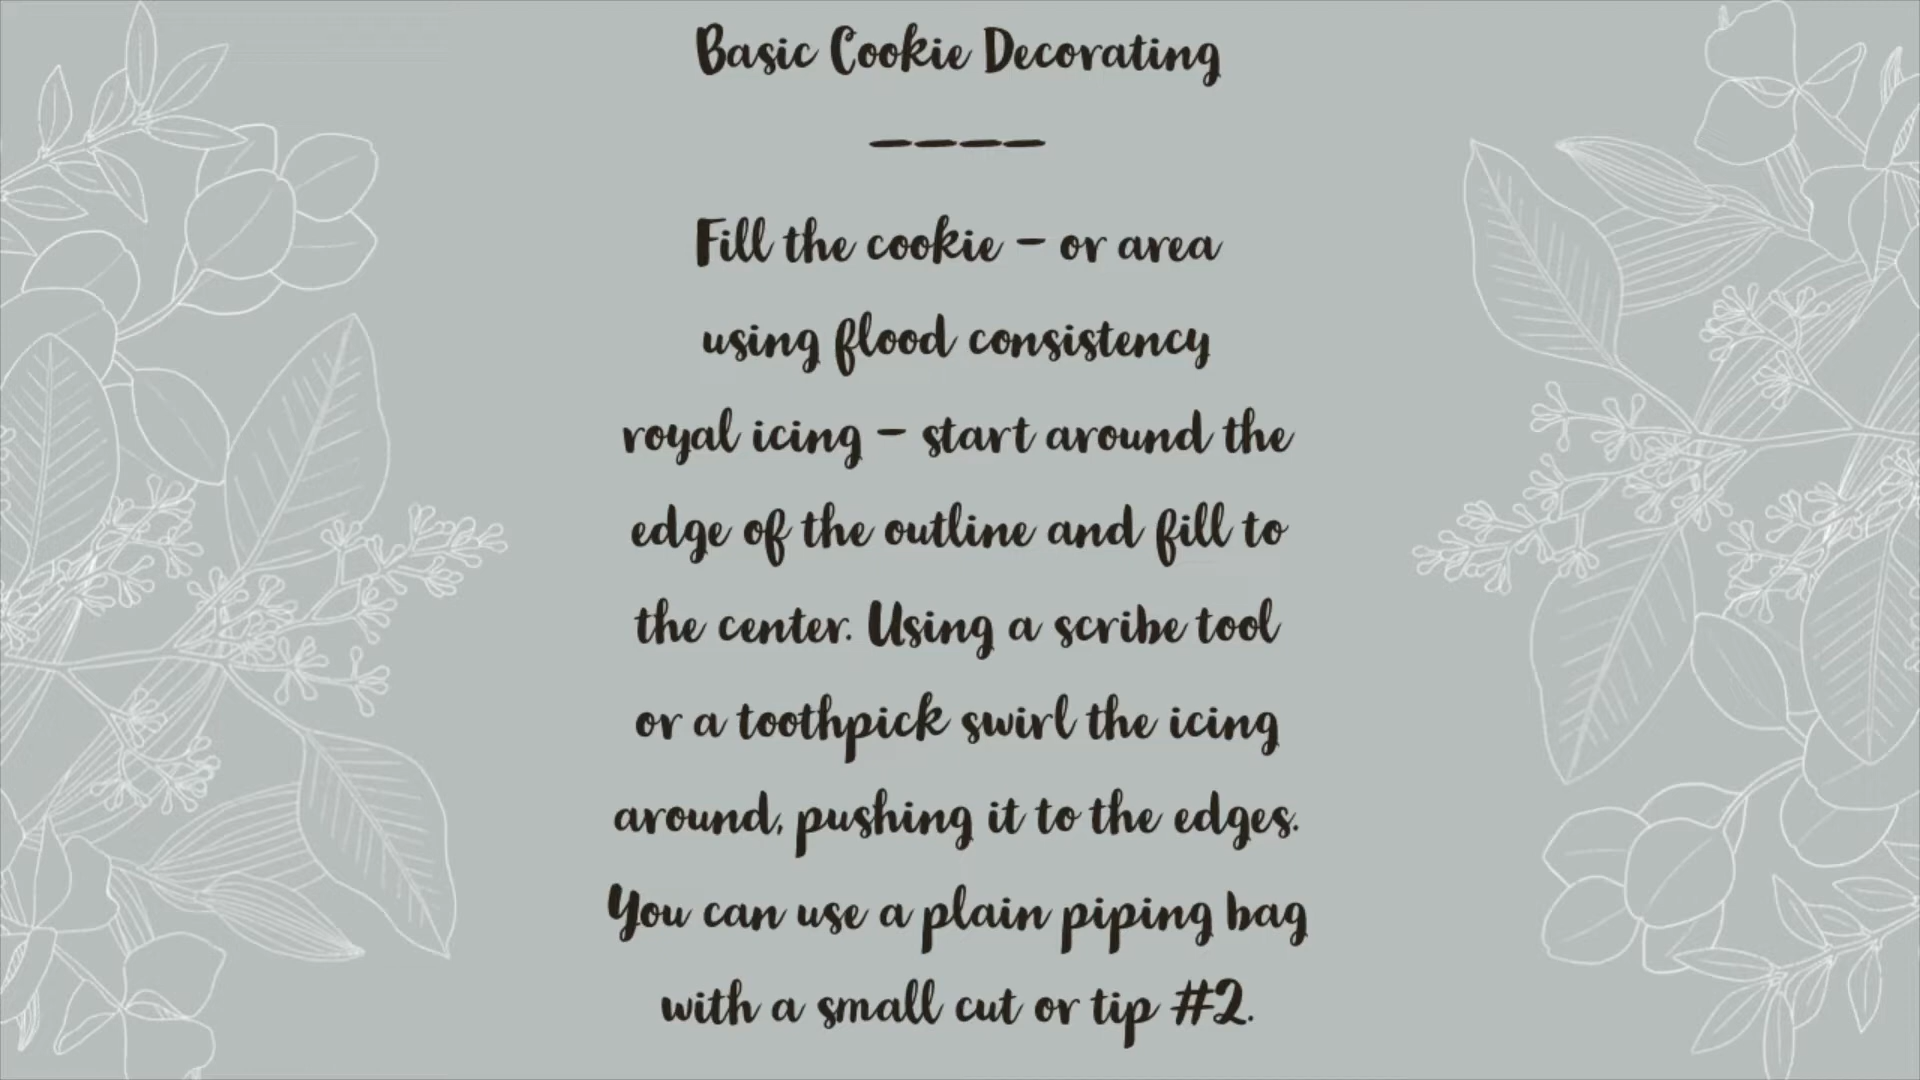 Basic Cookie Decorating
————
Fill the cookie – or area
using flood consistency
royal icing – start around the
edge of the outline and fill to
the center. Using a scribe tool
or a toothpick swirl the icing
around, pushing it to the edges.
You can use a plain piping bag
with a small cut or tip #2.